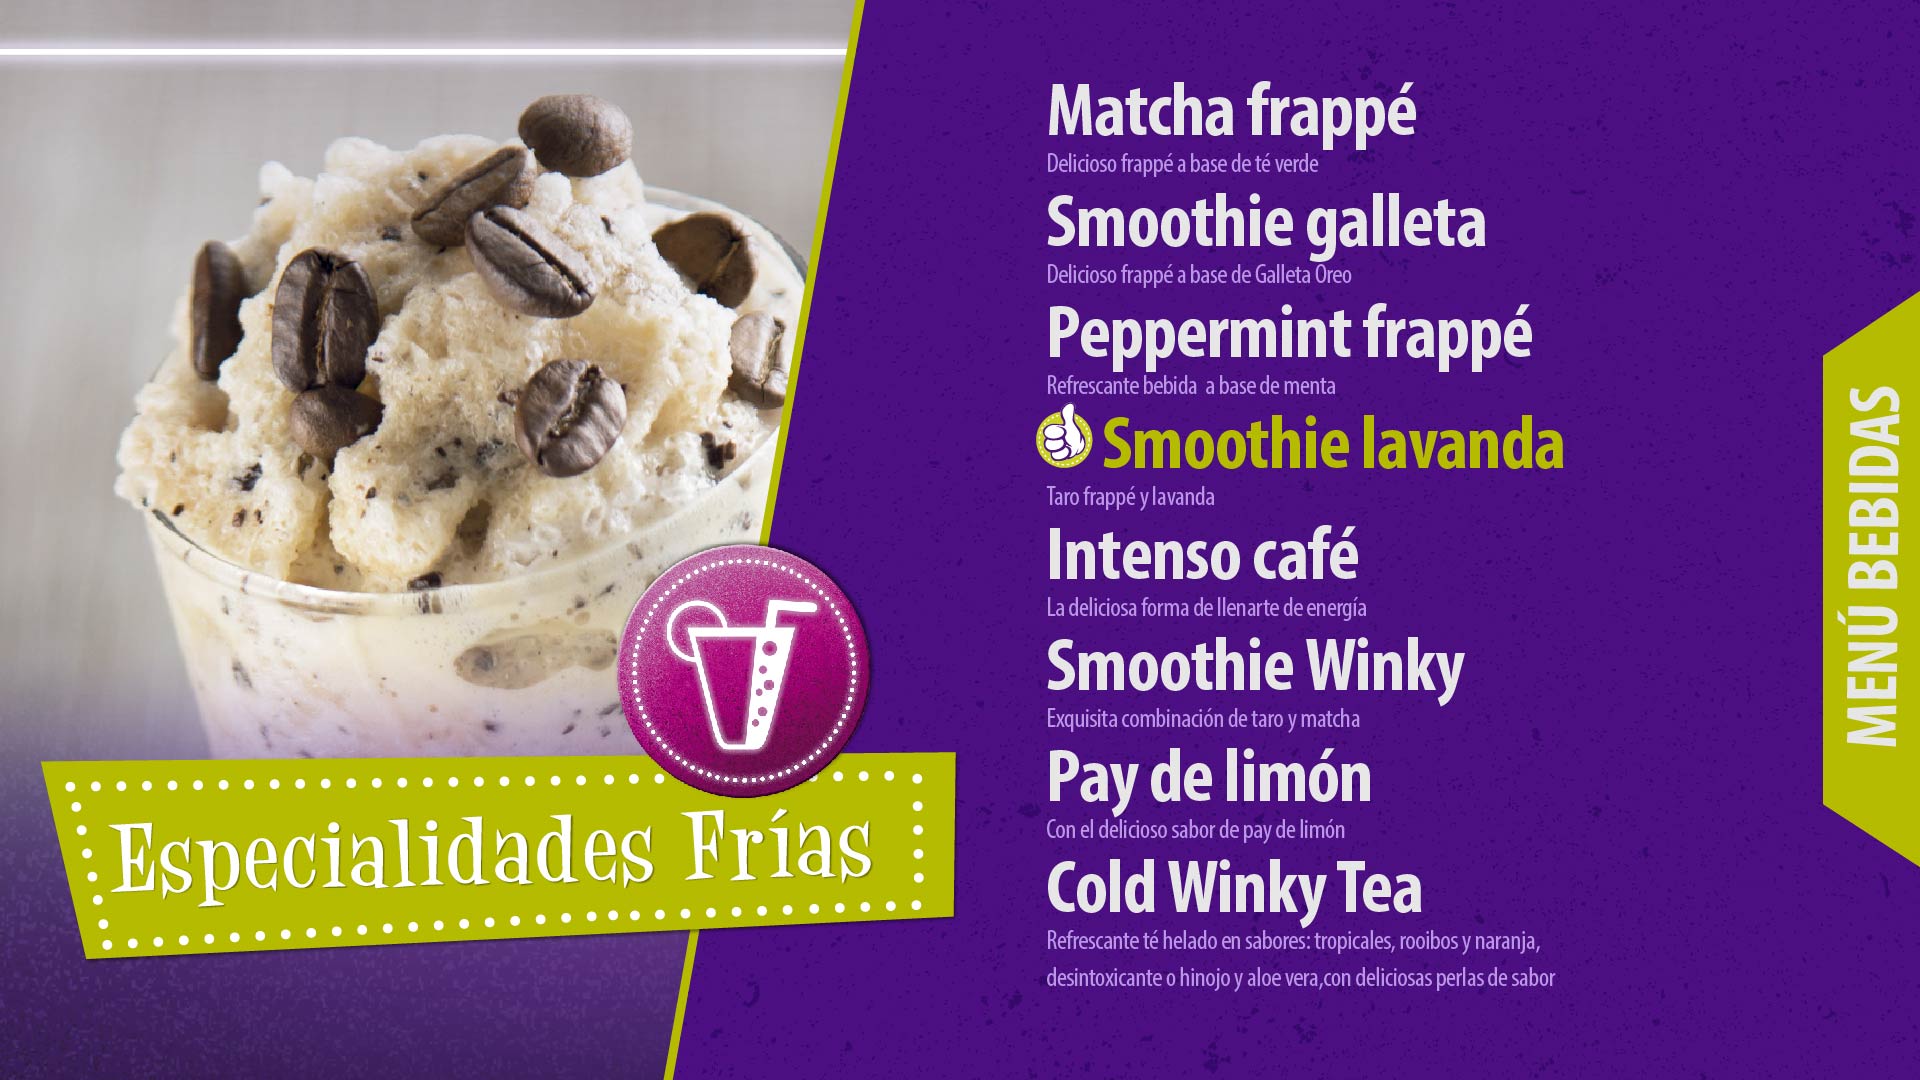 Matcha frappé
Delicioso frappé a base de té verde
Smoothie galleta
Delicioso frappé a base de Galleta Oreo
Peppermint frappé
Refrescante bebida  a base de menta
Smoothie lavanda
Taro frappé y lavanda
Intenso café
La deliciosa forma de llenarte de energía
Smoothie Winky
Exquisita combinación de taro y matcha
Pay de limón
Con el delicioso sabor de pay de limón
Cold Winky Tea
Refrescante té helado en sabores: tropicales, rooibos y naranja,
desintoxicante o hinojo y aloe vera,con deliciosas perlas de sabor
Especialidades Frías
MENÚ BEBIDAS